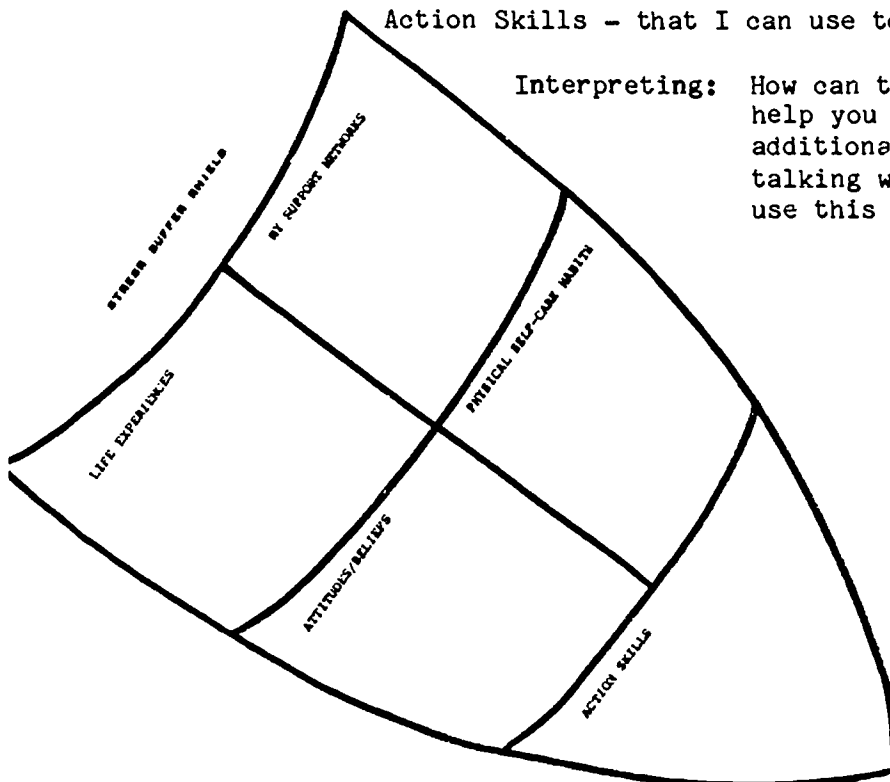 Action Skills - that I can use to
Interpreting: How can t
help you
additiona
talking w
use this
STRESS BUFFER SHIELD
MY SUPPORT NETWORKS
LIFE EXPERIENCES
PHYSICAL SELF-CARE HABITS
ATTITUDES/BELIEFS
ACTION SKILLS